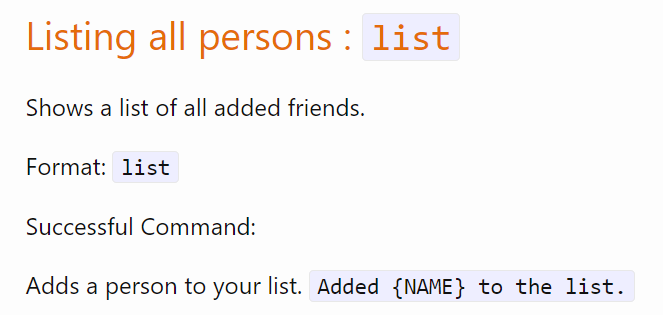 Listing all persons : list
Shows a list of all added friends.
Format: list
Successful Command:
Adds a person to your list. Added {NAME} to the list.